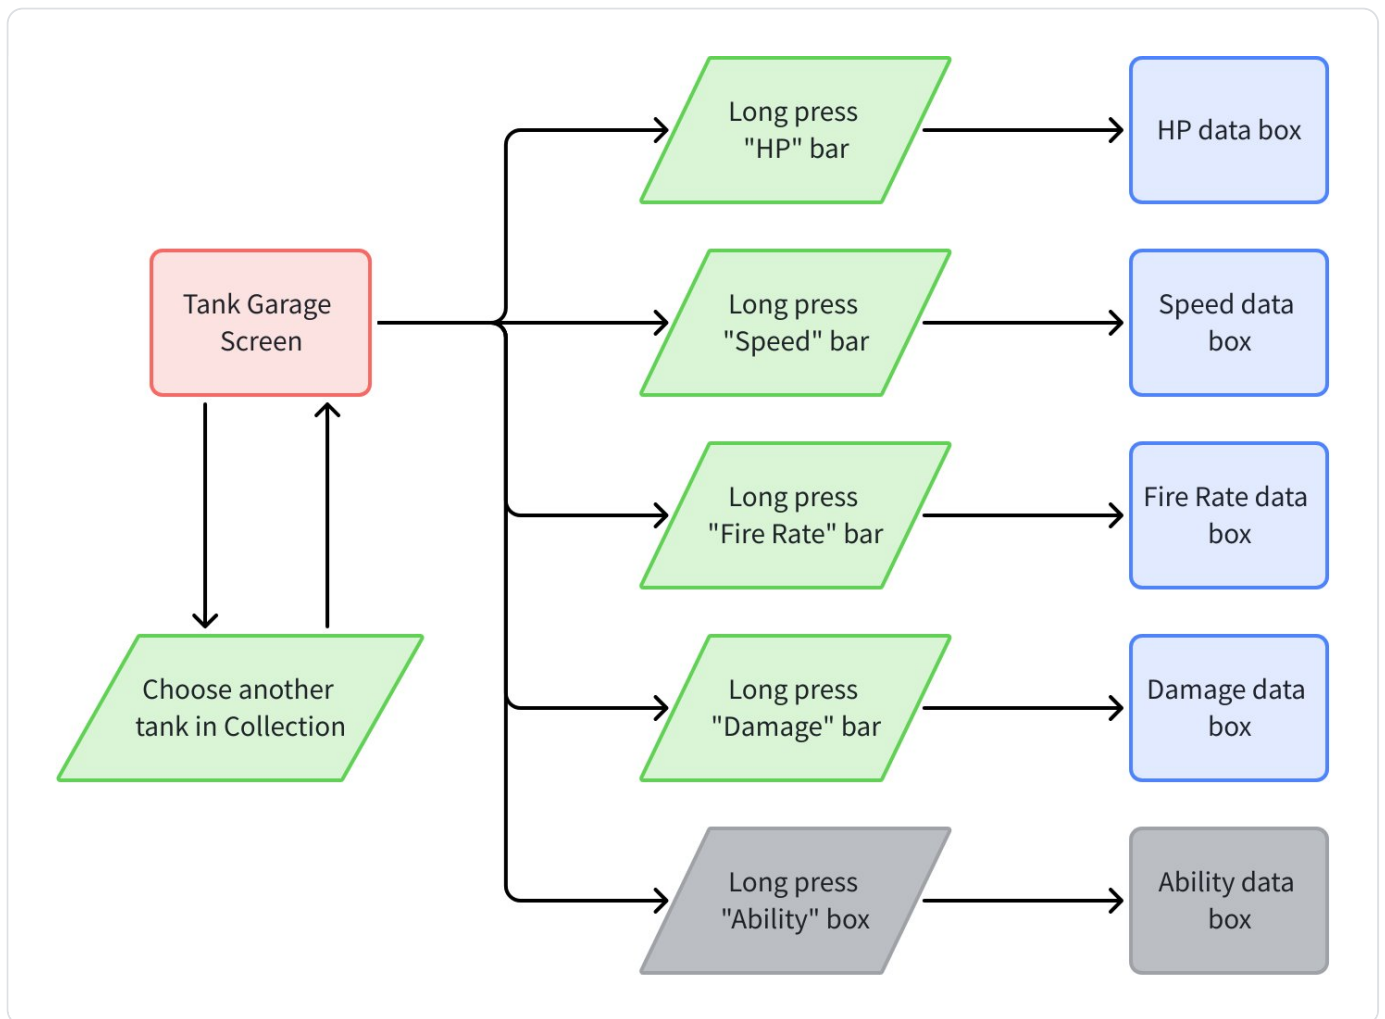 Long press
"HP" bar
HP data box
Tank Garage
Screen
Long press
"Speed" bar
Speed data
box
Long press
"Fire Rate" bar
Fire Rate data
box
Choose another
tank in Collection
Long press
"Damage" bar
Damage data
box
Long press
"Ability" box
Ability data
box